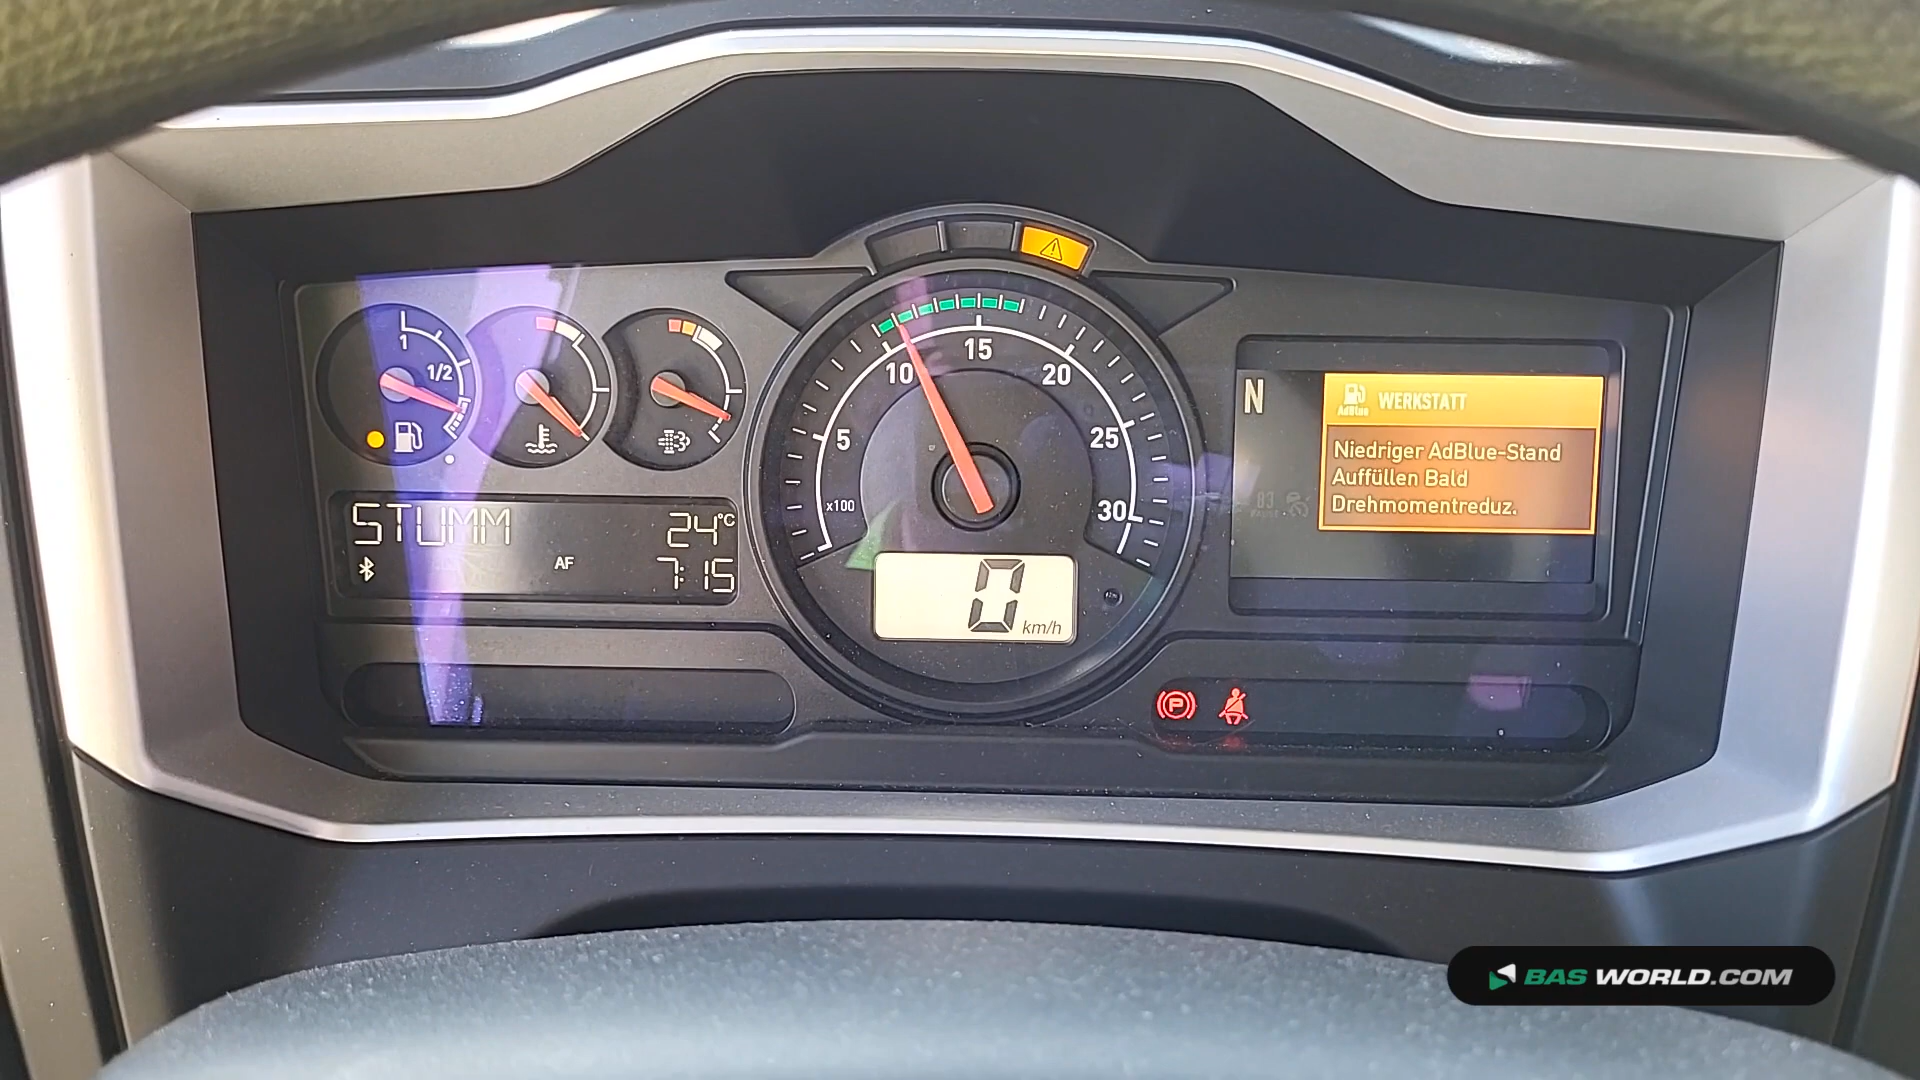 1
1/2
STUMM
24°C
AF
7:15
5
10
15
20
25
30
x100
0
km/h
N
AdBlue
WERKSTATT
Niedriger AdBlue-Stand
Auffüllen Bald
Drehmomentreduz.
P
BAS WORLD.COM